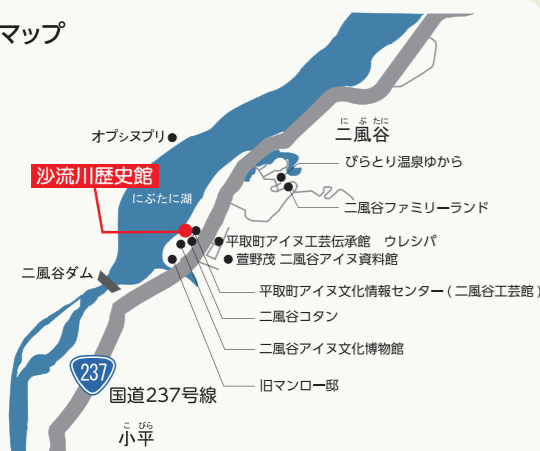 マップ
に ぶ たに
二風谷
オプシヌプリ
びらとり温泉ゆから
沙流川歴史館
にぶたに湖
二風谷ファミリーランド
平取町アイヌ工芸伝承館 ウレシパ
萱野茂 二風谷アイヌ資料館
二風谷ダム
平取町アイヌ文化情報センター(二風谷工芸館)
二風谷コタン
二風谷アイヌ文化博物館
237
国道237号線
旧マンロー邸
こ びら
小平